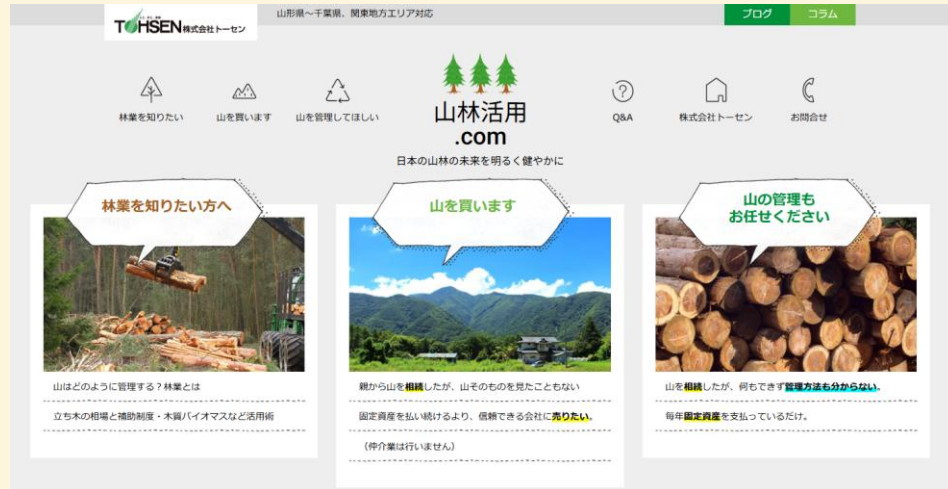 TOHSEN 株式会社トーセン
山形県~千葉県、関東地方エリア対応
ブログ
コラム
林業を知りたい
山を買います
山を管理してほしい
山林活用
.com
日本の山林の未来を明るく健やかに
Q&A
株式会社トーセン
お問合せ
林業を知りたい方へ
山はどのように管理する?林業とは
立ち木の相場と補助制度・木質バイオマスなど活用術
山を買います
親から山を相続したが、山そのものを見たこともない
固定資産を払い続けるより、信頼できる会社に売りたい。
(仲介業は行いません)
山の管理も
お任せください
山を相続したが、何もできず管理方法も分からない。
毎年固定資産を支払っているだけ。